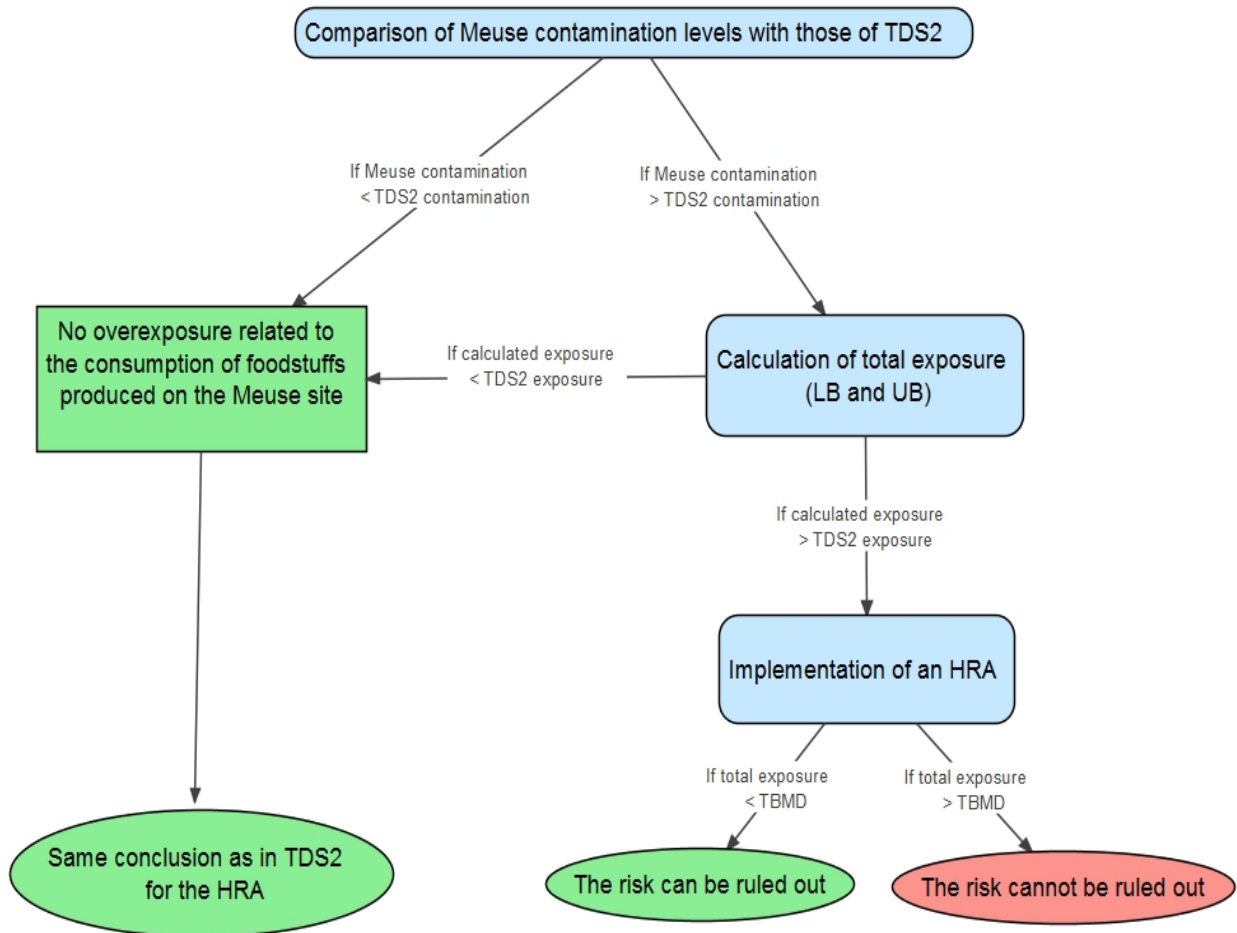 Comparison of Meuse contamination levels with those of TDS2
If Meuse contamination
< TDS2 contamination
If Meuse contamination
> TDS2 contamination
No overexposure related to
the consumption of foodstuffs
produced on the Meuse site
If calculated exposure
< TDS2 exposure
Calculation of total exposure
(LB and UB)
If calculated exposure
> TDS2 exposure
Implementation of an HRA
If total exposure
< TBMD
If total exposure
> TBMD
Same conclusion as in TDS2
for the HRA
The risk can be ruled out
The risk cannot be ruled out